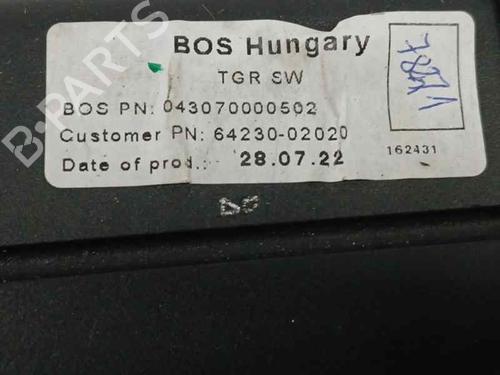 BOS Hungary
TGR SW
BOS PN: 043070000502
Customer PN: 64230-02020
Date of prod.: 28.07.22
162431
B-PARTS